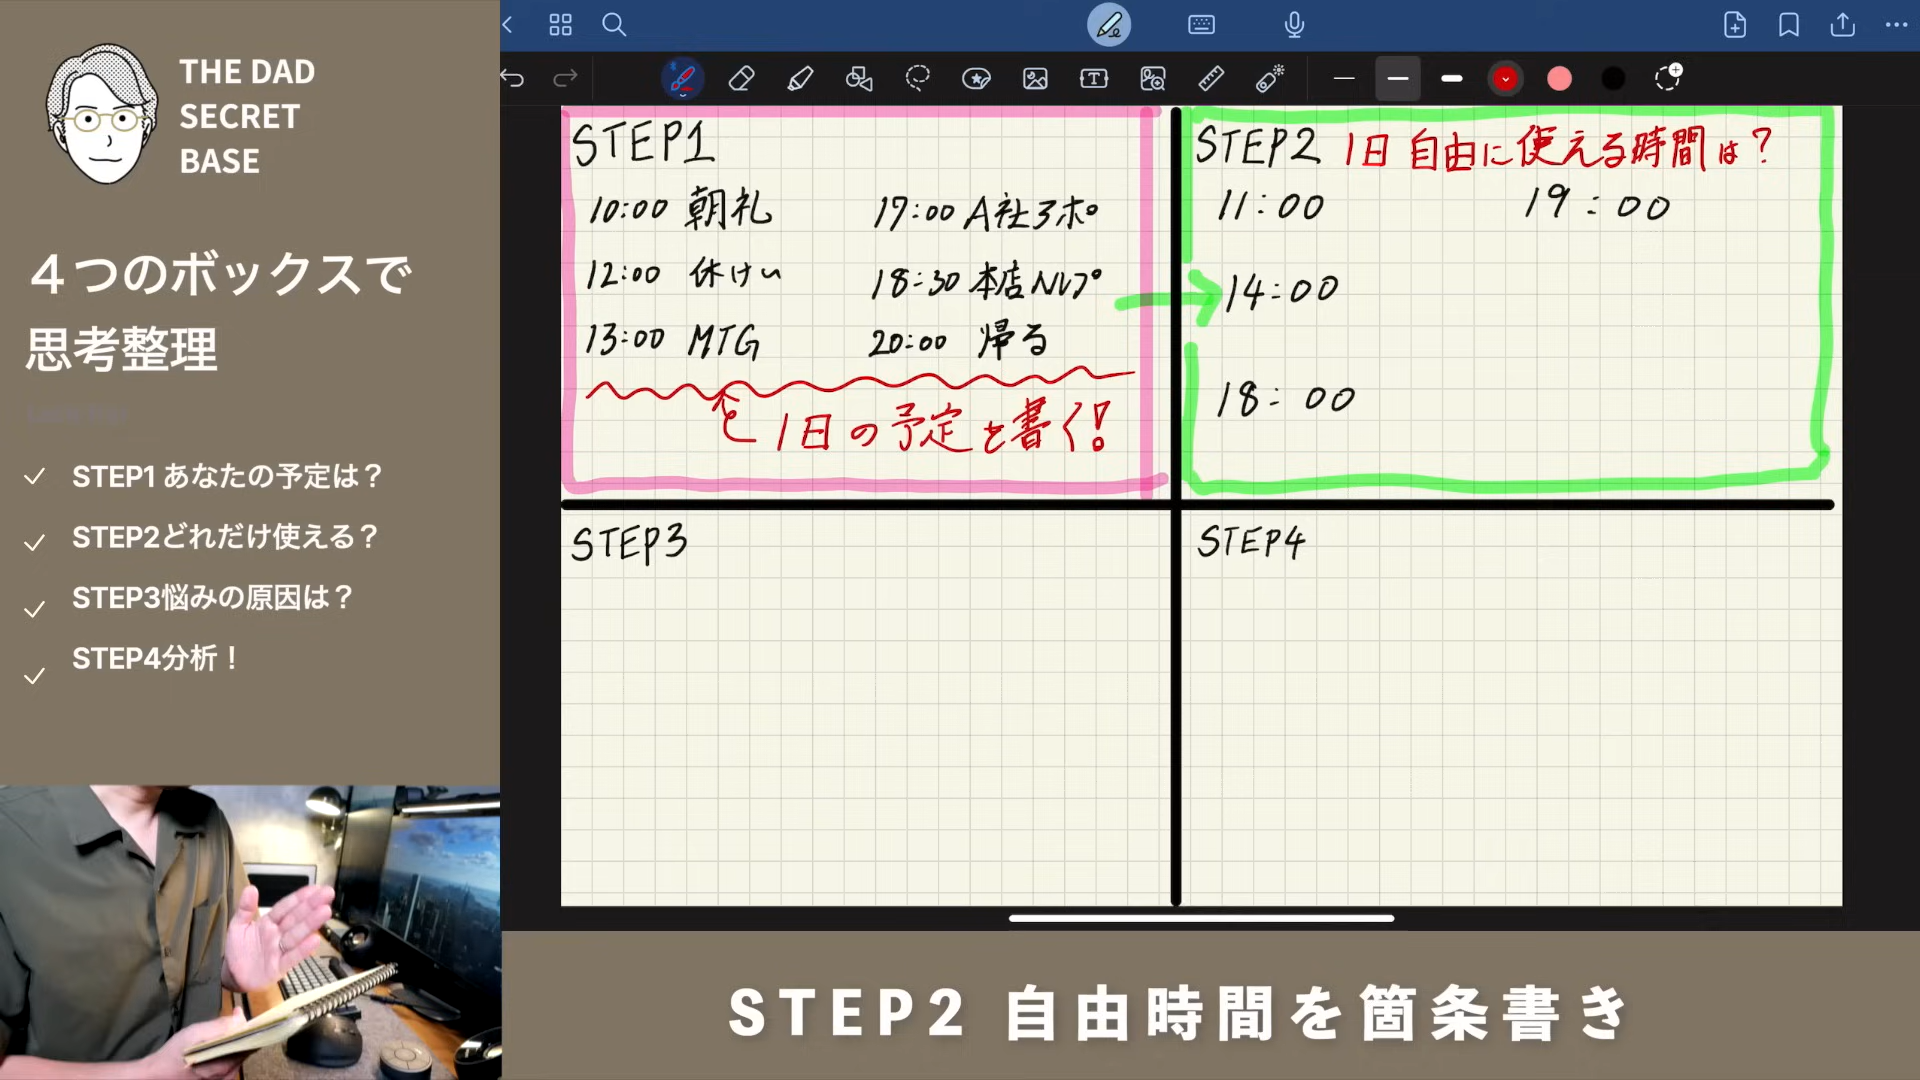 THE DAD
SECRET
BASE
４つのボックスで
思考整理
STEP1 あなたの予定は？
STEP2どれだけ使える？
STEP3悩みの原因は？
STEP4分析！
STEP1
10:00 朝礼
12:00 休けい
13:00 MTG
17:00 A社アポ
18:30 本店ヘルプ
20:00 帰る
1日の予定を書く!
STEP2 1日自由に使える時間は？
11:00
14:00
18:00
19:00
STEP3
STEP4
STEP2 自由時間を箇条書き